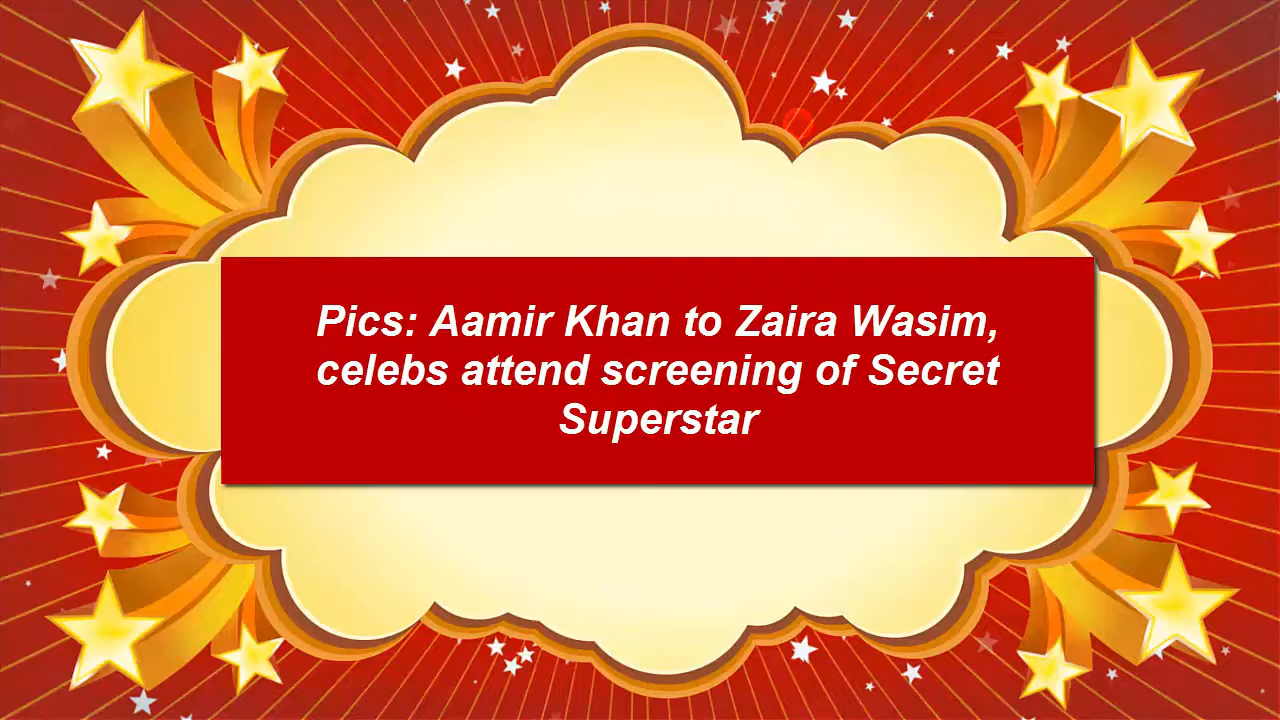 Pics: Aamir Khan to Zaira Wasim,
celebs attend screening of Secret
Superstar